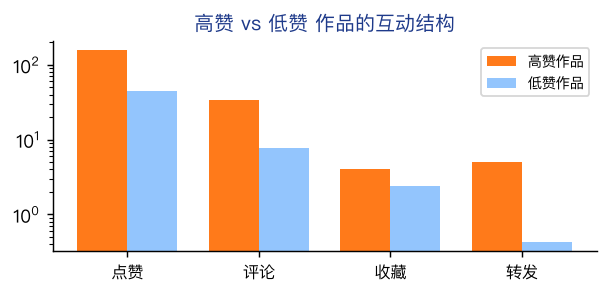 高赞 vs 低赞 作品的互动结构
高赞作品
低赞作品
10²
10¹
10⁰
点赞 评论 收藏 转发